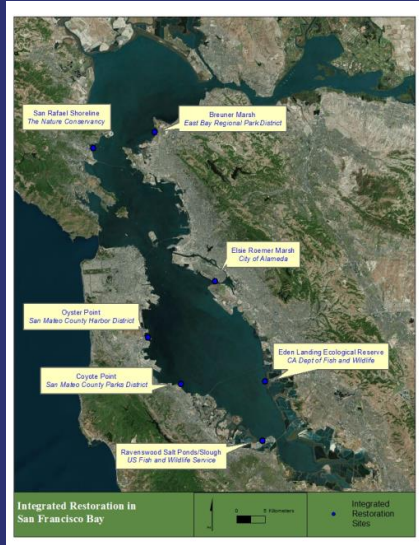 San Rafael Shoreline
The Nature Conservancy
Breuner Marsh
East Bay Regional Park District
Elsie Roemer Marsh
City of Alameda
Oyster Point
San Mateo County Harbor District
Eden Landing Ecological Reserve
CA Dept of Fish and Wildlife
Coyote Point
San Mateo County Parks District
Ravenswood Salt Ponds/Slough
US Fish and Wildlife Service
Integrated Restoration in
San Francisco Bay
0 5 Kilometers
Integrated
Restoration
Sites